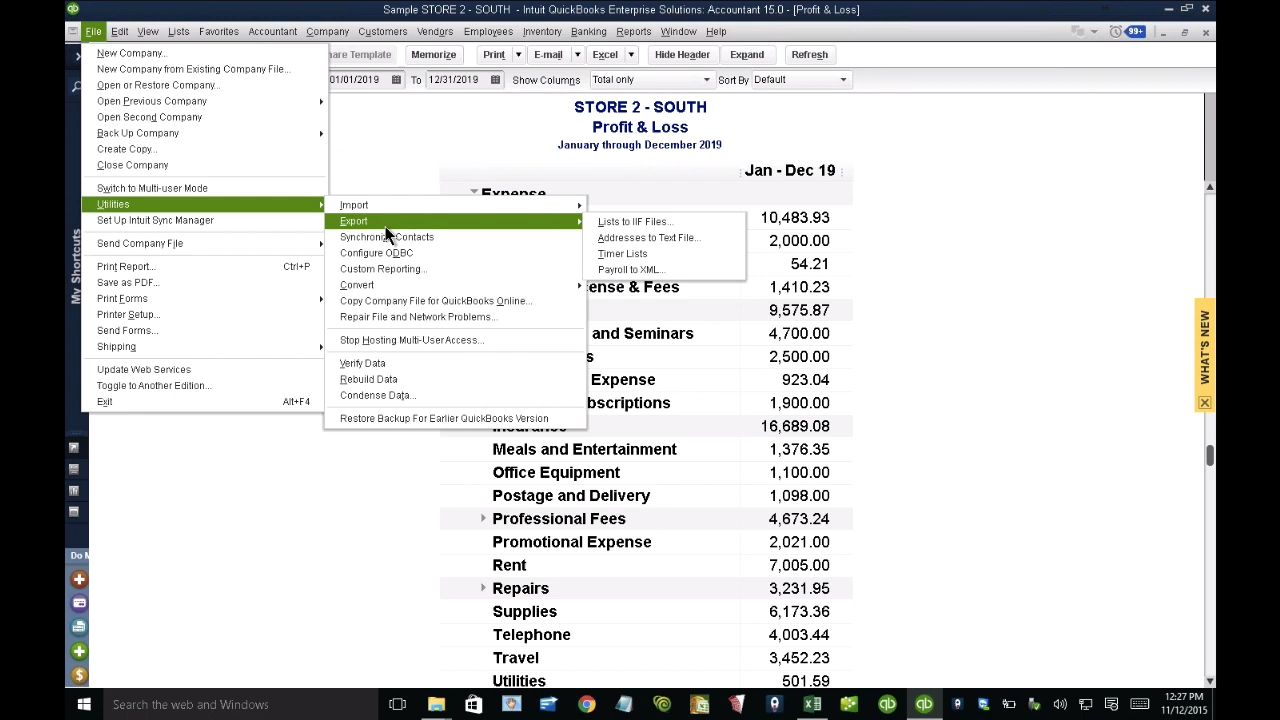 Sample STORE 2 - SOUTH - Intuit QuickBooks Enterprise Solutions: Accountant 15.0 - [Profit & Loss]
File Edit View Lists Favorites Accountant Company Customers Vendors Employees Inventory Banking Reports Window Help 99+
hare Template Memorize Print E-mail Excel Hide Header Expand Refresh
01/01/2019 To 12/31/2019 Show Columns Total only Sort By Default
New Company...
New Company from Existing Company File...
Open or Restore Company...
Open Previous Company
Open Second Company
Back Up Company
Create Copy...
Close Company
Switch to Multi-user Mode
Utilities
Set Up Intuit Sync Manager
Send Company File
Print Report... Ctrl+P
Save as PDF...
Print Forms
Printer Setup...
Send Forms...
Shipping
Update Web Services
Toggle to Another Edition...
Exit Alt+F4
Import
Export
Synchroni Contacts
Configure ODBC
Custom Reporting...
Convert
Copy Company File for QuickBooks Online...
Repair File and Network Problems...
Stop Hosting Multi-User Access...
Verify Data
Rebuild Data
Condense Data...
Restore Backup For Earlier QuickBooks Version
Lists to IIF Files...
Addresses to Text File...
Timer Lists
Payroll to XML...
My Shortcuts
Do M
STORE 2 - SOUTH
Profit & Loss
January through December 2019
Jan - Dec 19
Expense
10,483.93
2,000.00
54.21
ense & Fees 1,410.23
9,575.87
and Seminars 4,700.00
s 2,500.00
Expense 923.04
bscriptions 1,900.00
Insurance 16,689.08
Meals and Entertainment 1,376.35
Office Equipment 1,100.00
Postage and Delivery 1,098.00
Professional Fees 4,673.24
Promotional Expense 2,021.00
Rent 7,005.00
Repairs 3,231.95
Supplies 6,173.36
Telephone 4,003.44
Travel 3,452.23
Utilities 501.59
WHAT'S NEW
Search the web and Windows
12:27 PM
11/12/2015